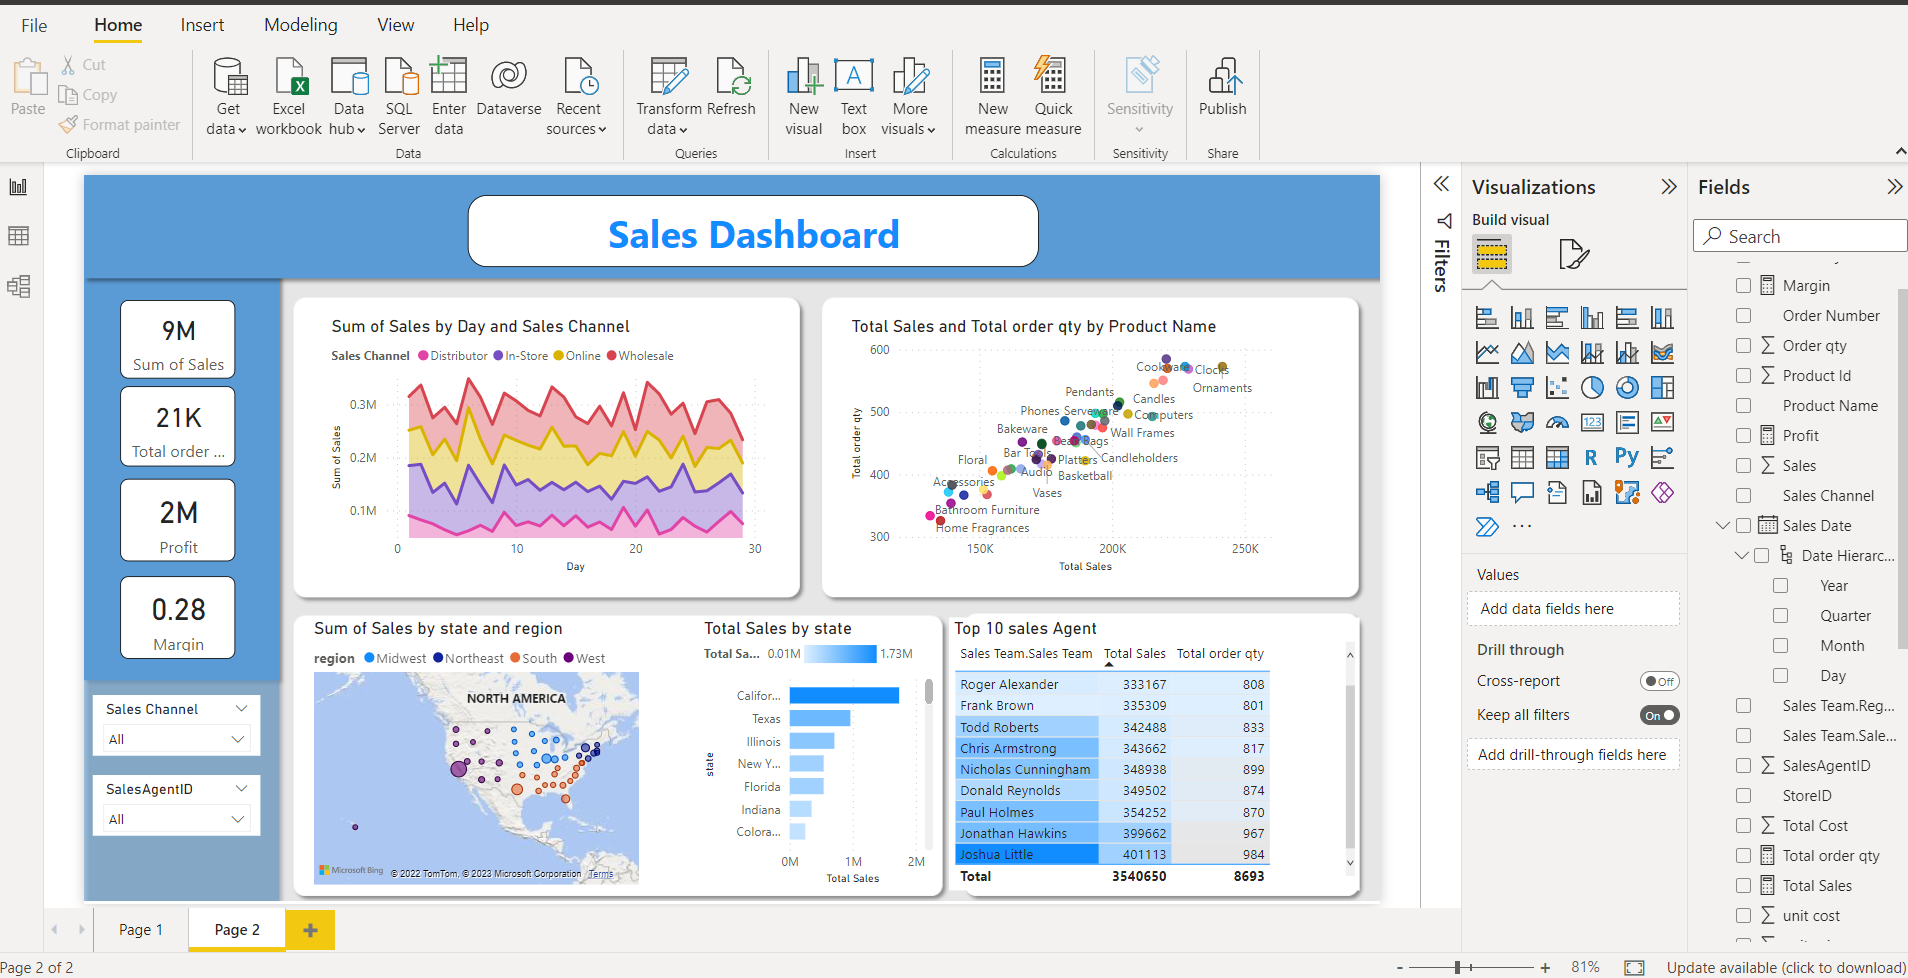 File Home Insert Modeling View Help
Paste
Cut
Copy
Format painter
Clipboard
Get data
Excel workbook
Data hub
SQL Server
Enter data
Dataverse
Recent sources
Data
Transform data
Refresh
Queries
New visual
Text box
More visuals
Insert
New measure
Quick measure
Calculations
Sensitivity
Sensitivity
Publish
Share
Sales Dashboard
9M
Sum of Sales
21K
Total order ...
2M
Profit
0.28
Margin
Sales Channel
All
SalesAgentID
All
Sum of Sales by Day and Sales Channel
Sales Channel Distributor In-Store Online Wholesale
Sum of Sales
0.3M
0.2M
0.1M
0 10 20 30
Day
Total Sales and Total order qty by Product Name
Total order qty
600
500
400
300
Cookware
Clocks
Ornaments
Pendants
Candles
Phones
Serveware
Computers
Bakeware
Wall Frames
Bean Bags
Bar Tools
Candleholders
Floral
Platters
Audio
Basketball
Accessories
Vases
Bathroom Furniture
Home Fragrances
150K 200K 250K
Total Sales
Sum of Sales by state and region
region Midwest Northeast South West
NORTH AMERICA
Microsoft Bing
© 2022 TomTom, © 2023 Microsoft Corporation Terms
Total Sales by state
Total Sa... 0.01M 1.73M
state
Califor...
Texas
Illinois
New Y...
Florida
Indiana
Colora...
0M 1M 2M
Total Sales
Top 10 sales Agent
Sales Team.Sales Team Total Sales Total order qty
Roger Alexander 333167 808
Frank Brown 335309 801
Todd Roberts 342488 833
Chris Armstrong 343662 817
Nicholas Cunningham 348938 899
Donald Reynolds 349502 874
Paul Holmes 354252 870
Jonathan Hawkins 399662 967
Joshua Little 401113 984
Total 3540650 8693
Filters
Visualizations
Build visual
123
R
Py
...
Values
Add data fields here
Drill through
Cross-report Off
Keep all filters On
Add drill-through fields here
Fields
Search
Margin
Order Number
Order qty
Product Id
Product Name
Profit
Sales
Sales Channel
Sales Date
Date Hierarc...
Year
Quarter
Month
Day
Sales Team.Reg...
Sales Team.Sale...
SalesAgentID
StoreID
Total Cost
Total order qty
Total Sales
unit cost
Page 1 Page 2 +
Page 2 of 2
- + 81%
Update available (click to download)